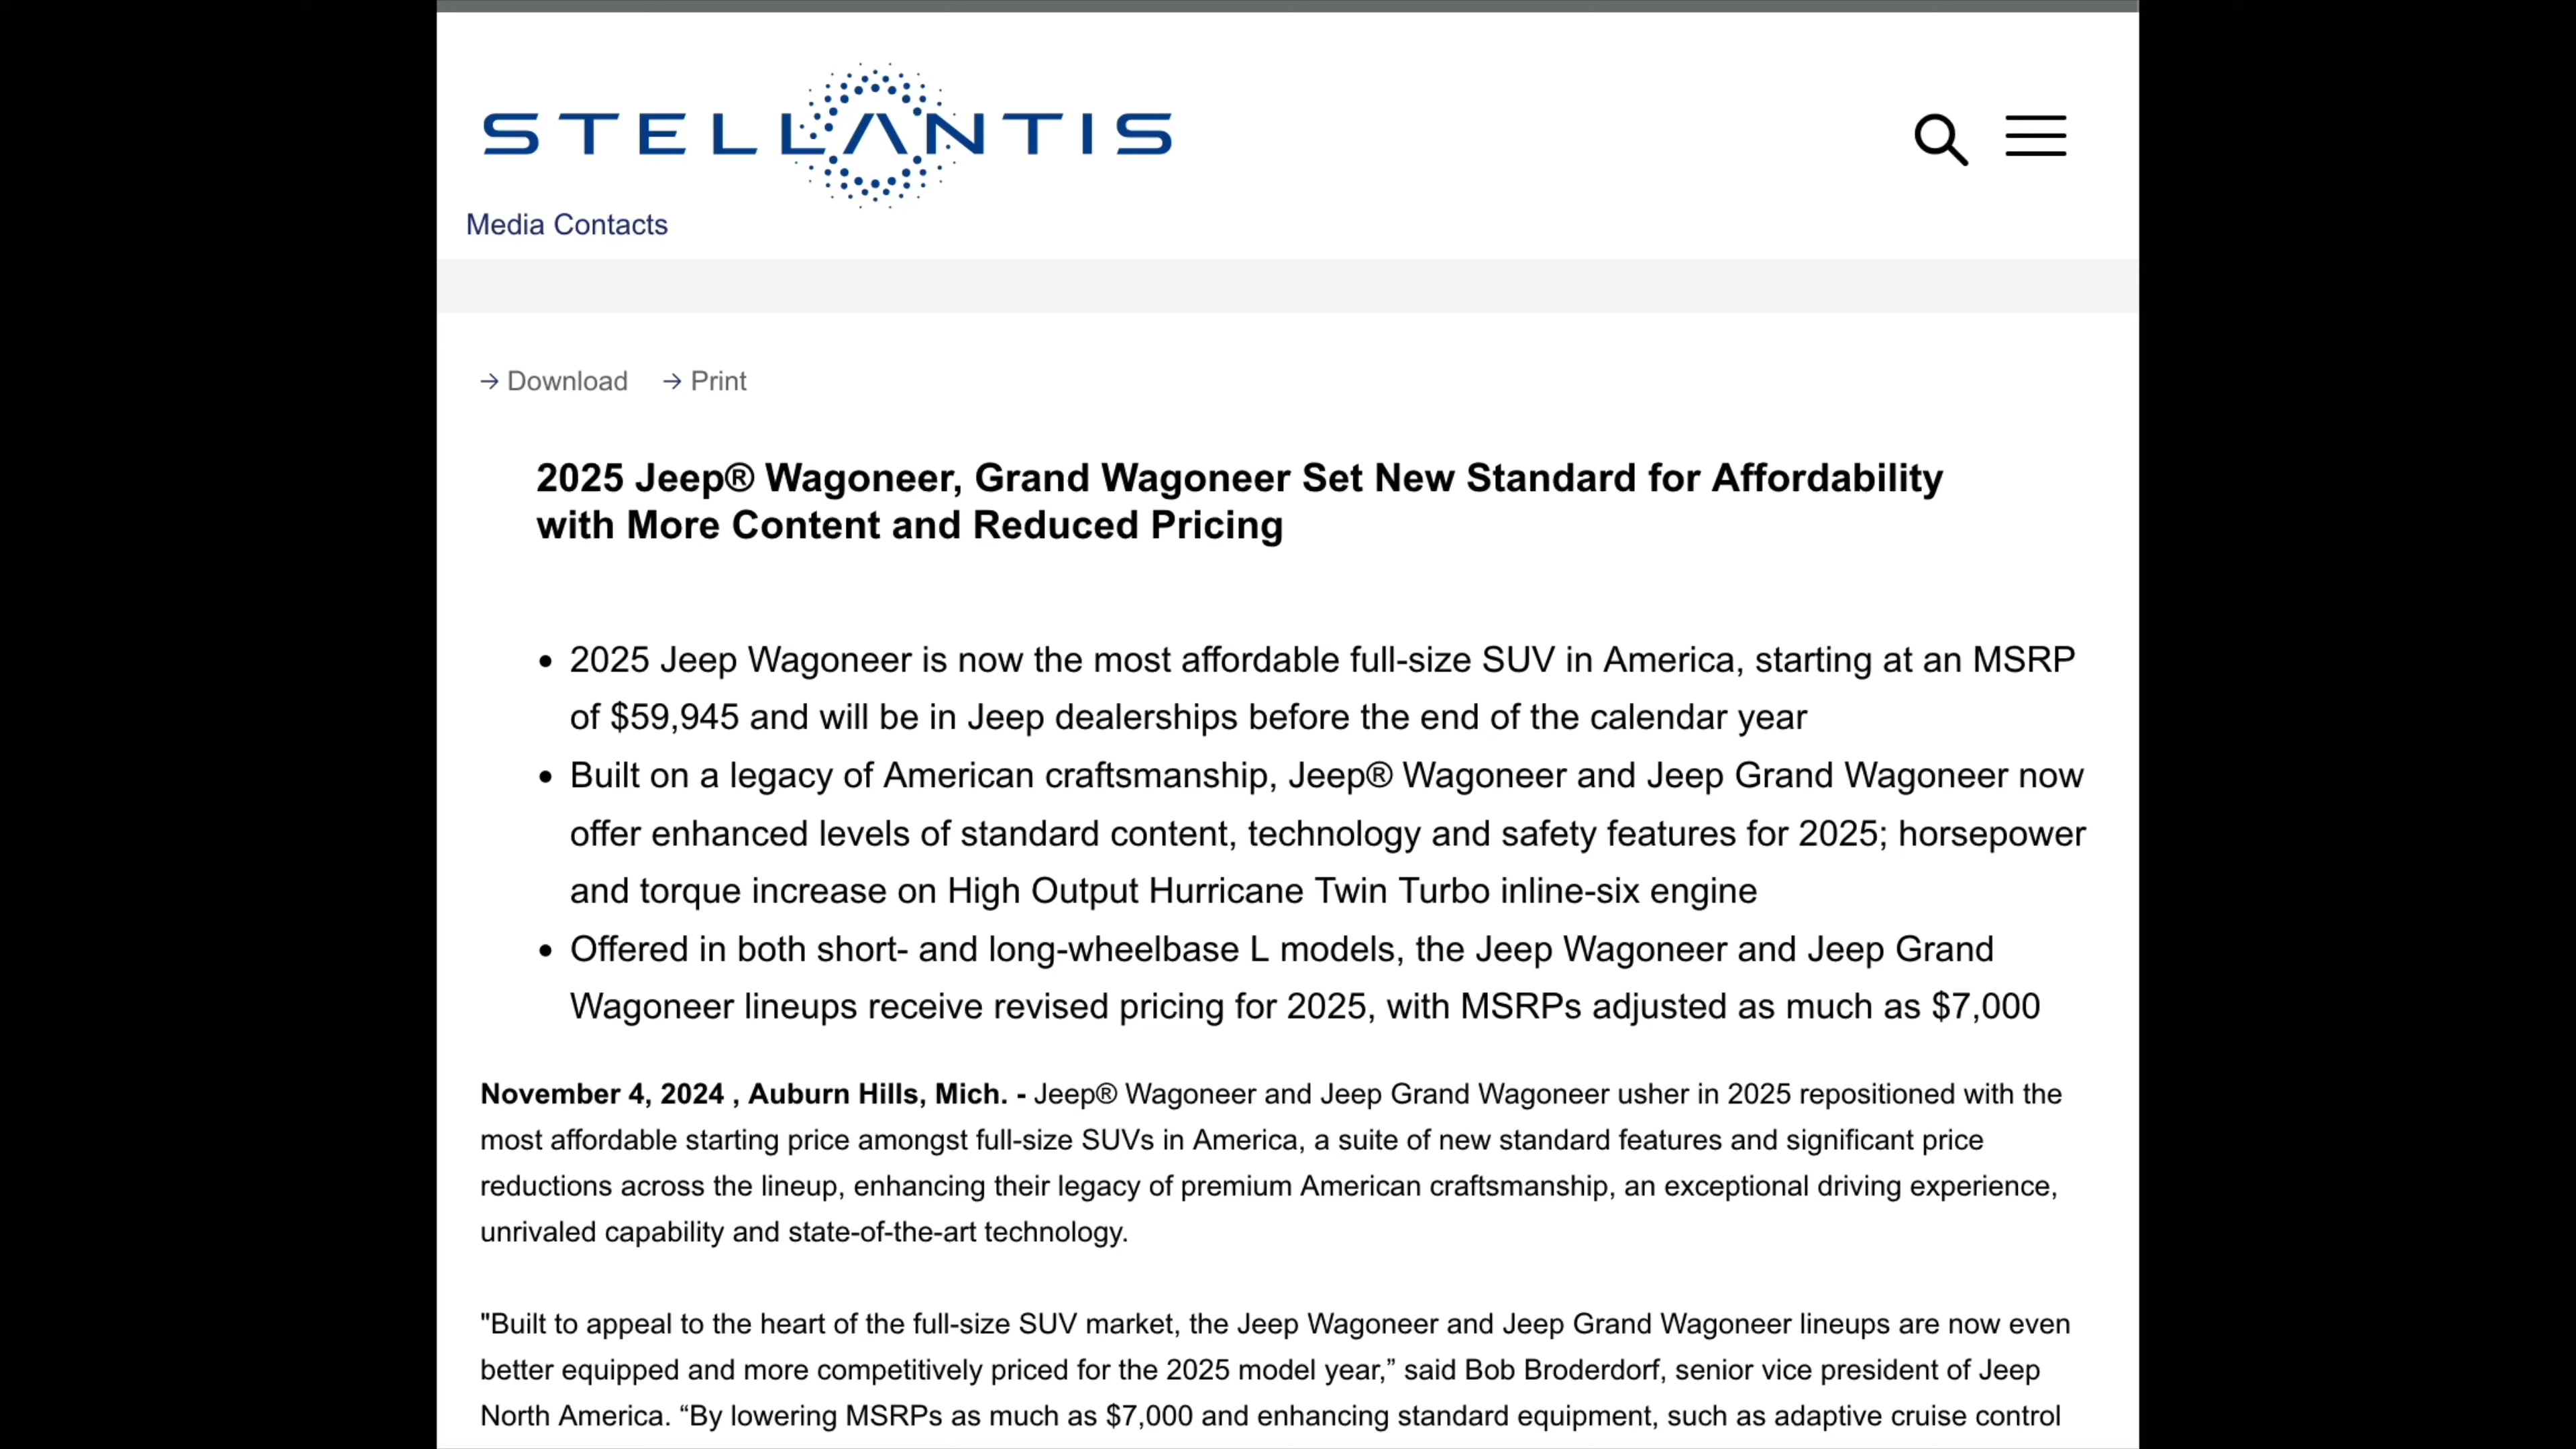 STELLANTIS
Media Contacts
→ Download → Print
2025 Jeep® Wagoneer, Grand Wagoneer Set New Standard for Affordability
with More Content and Reduced Pricing
• 2025 Jeep Wagoneer is now the most affordable full-size SUV in America, starting at an MSRP
of $59,945 and will be in Jeep dealerships before the end of the calendar year
• Built on a legacy of American craftsmanship, Jeep® Wagoneer and Jeep Grand Wagoneer now
offer enhanced levels of standard content, technology and safety features for 2025; horsepower
and torque increase on High Output Hurricane Twin Turbo inline-six engine
• Offered in both short- and long-wheelbase L models, the Jeep Wagoneer and Jeep Grand
Wagoneer lineups receive revised pricing for 2025, with MSRPs adjusted as much as $7,000
November 4, 2024 , Auburn Hills, Mich. - Jeep® Wagoneer and Jeep Grand Wagoneer usher in 2025 repositioned with the
most affordable starting price amongst full-size SUVs in America, a suite of new standard features and significant price
reductions across the lineup, enhancing their legacy of premium American craftsmanship, an exceptional driving experience,
unrivaled capability and state-of-the-art technology.
"Built to appeal to the heart of the full-size SUV market, the Jeep Wagoneer and Jeep Grand Wagoneer lineups are now even
better equipped and more competitively priced for the 2025 model year,” said Bob Broderdorf, senior vice president of Jeep
North America. “By lowering MSRPs as much as $7,000 and enhancing standard equipment, such as adaptive cruise control